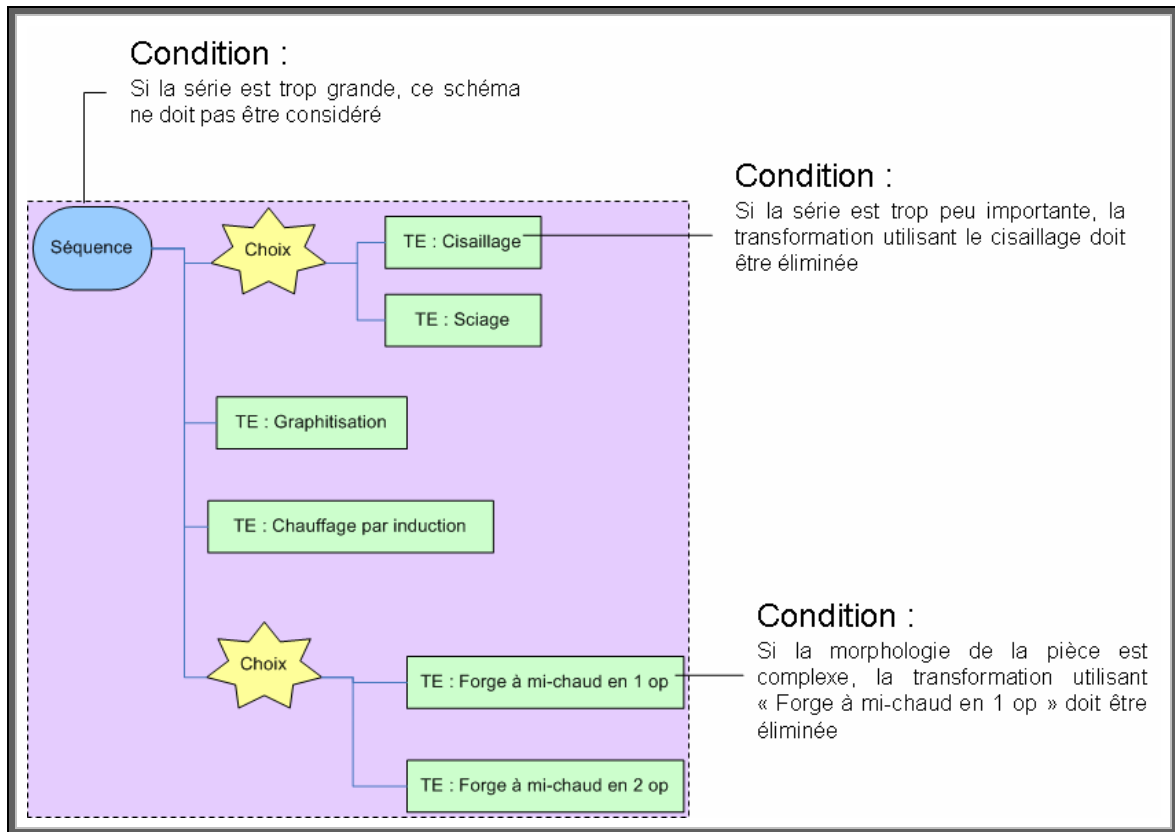 Condition :
Si la série est trop grande, ce schéma
ne doit pas être considéré
Condition :
Si la série est trop peu importante, la
transformation utilisant le cisaillage doit
être éliminée
Séquence
Choix
TE : Cisaillage
TE : Sciage
TE : Graphitisation
TE : Chauffage par induction
Choix
TE : Forge à mi-chaud en 1 op
TE : Forge à mi-chaud en 2 op
Condition :
Si la morphologie de la pièce est
complexe, la transformation utilisant
« Forge à mi-chaud en 1 op » doit être
éliminée